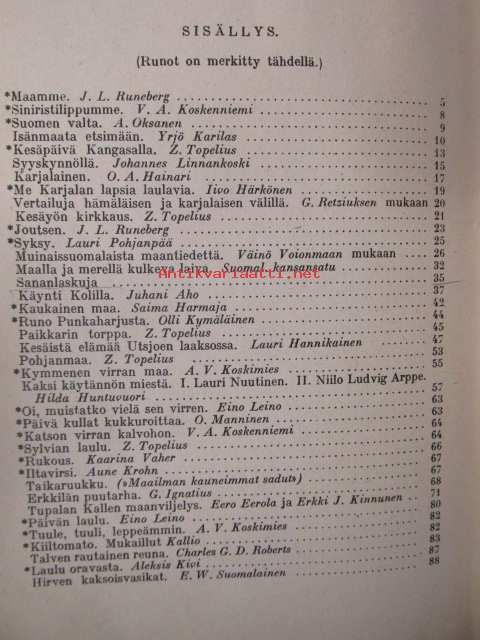 SISÄLLYS.
(Runot on merkitty tähdellä.)
*Maamme. J. L. Runeberg 5
*Siniristilippumme. V. A. Koskenniemi 8
*Suomen valta. A. Oksanen 9
Isänmaata etsimään. Yrjö Karilas 10
*Kesäpäivä Kangasalla. Z. Topelius 13
Syyskynnöllä. Johannes Linnankoski 15
Karjalainen. O. A. Hainari 17
*Me Karjalan lapsia laulavia. Iivo Härkönen 19
Vertailuja hämäläisen ja karjalaisen välillä. G. Retziuksen mukaan 20
Kesäyön kirkkaus. Z. Topelius 21
*Joutsen. J. L. Runeberg 23
*Syksy. Lauri Pohjanpää 25
Muinaissuomalaista maantiedettä. Väinö Voionmaan mukaan 26
Maalla ja merellä kulkeva laiva. Suomal. kansansatu 32
Sananlaskuja 35
Käynti Kolilla. Juhani Aho 37
*Kaukainen maa. Saima Harmaja 42
*Runo Punkaharjusta. Olli Kymäläinen 44
Paikkarin torppa. Z. Topelius 45
Kesäistä elämää Utsjoen laaksossa. Lauri Hannikainen 47
Pohjanmaa. Z. Topelius 53
*Kymmenen virran maa. A. V. Koskimies 55
Kaksi käytännön miestä. I. Lauri Nuutinen. II. Niilo Ludvig Arppe.
Hilda Huntuvuori 57
*Oi, muistatko vielä sen virren. Eino Leino 63
*Päivä kullat kukkuroittaa. O. Manninen 63
*Katson virran kalvohon. V. A. Koskenniemi 64
*Sylvian laulu. Z. Topelius 66
*Rukous. Kaarina Vaher 67
*Iltavirsi. Aune Krohn 67
Taikaruukku. (»Maailman kauneimmat sadut») 68
Erkkilän puutarha. G. Ignatius 71
Tupalan Kallen maanviljelys. Eero Eerola ja Erkki J. Kinnunen 80
*Päivän laulu. Eino Leino 82
*Tuule, tuuli, leppeämmin. A. V. Koskimies 82
*Kiiltomato. Mukaillut Kallio 83
Talven rautainen reuna. Charles G. D. Roberts 87
*Laulu oravasta. Aleksis Kivi 88
Hirven kaksoisvasikat. E. W. Suomalainen
Antikvariaatti.net